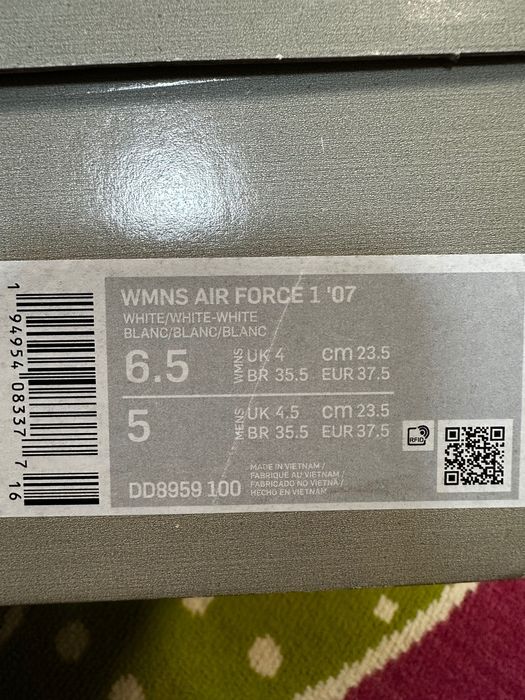 WMNS AIR FORCE 1 '07
WHITE/WHITE-WHITE
BLANC/BLANC/BLANC
6.5 WMNS UK 4 cm 23.5
BR 35.5 EUR 37.5
5 MENS UK 4.5 cm 23.5
BR 35.5 EUR 37.5
RFID
DD8959 100
MADE IN VIETNAM /
FABRIQUÉ AU VIETNAM /
FABRICADO NO VIETNÃ /
HECHO EN VIETNAM
1 94954 08337 7 16